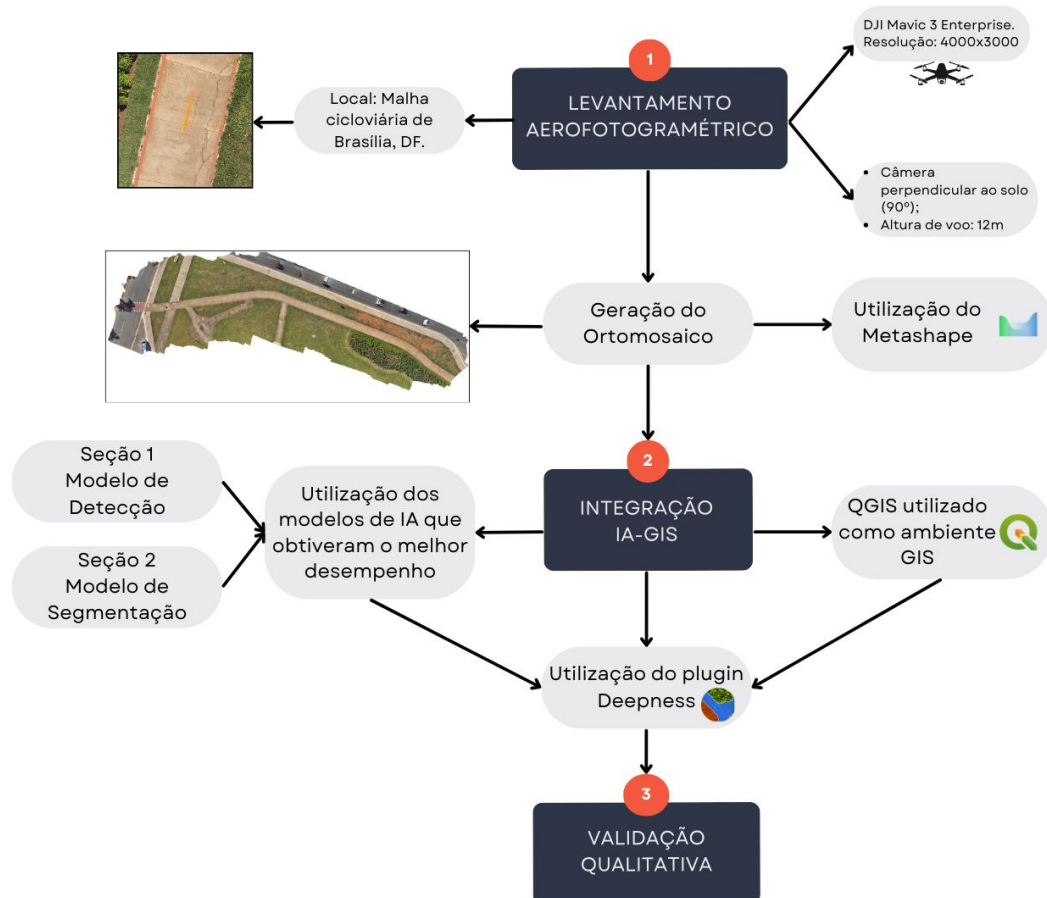 DJI Mavic 3 Enterprise.
Resolução: 4000x3000
1
LEVANTAMENTO
AEROFOTOGRAMÉTRICO
Local: Malha
cicloviária de
Brasília, DF.
• Câmera
perpendicular ao solo
(90º);
• Altura de voo: 12m
Geração do
Ortomosaico
Utilização do
Metashape
2
INTEGRAÇÃO
IA-GIS
Seção 1
Modelo de
Detecção
Seção 2
Modelo de
Segmentação
Utilização dos
modelos de IA que
obtiveram o melhor
desempenho
QGIS utilizado
como ambiente
GIS
Utilização do plugin
Deepness
3
VALIDAÇÃO
QUALITATIVA